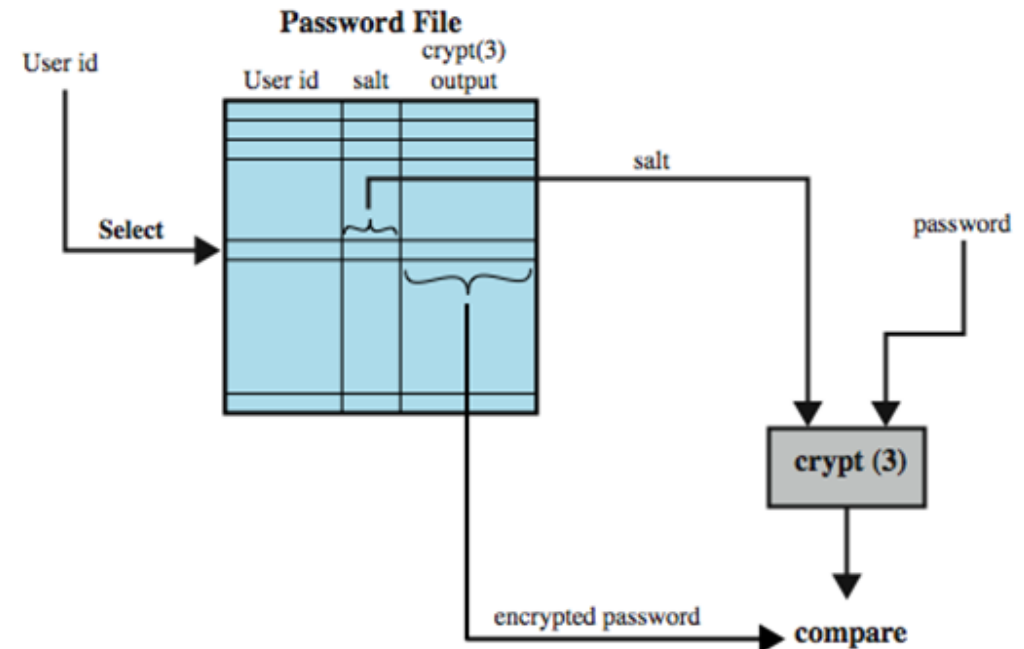 Password File
User id
crypt(3)
User id salt output
salt
Select
password
crypt (3)
encrypted password
compare